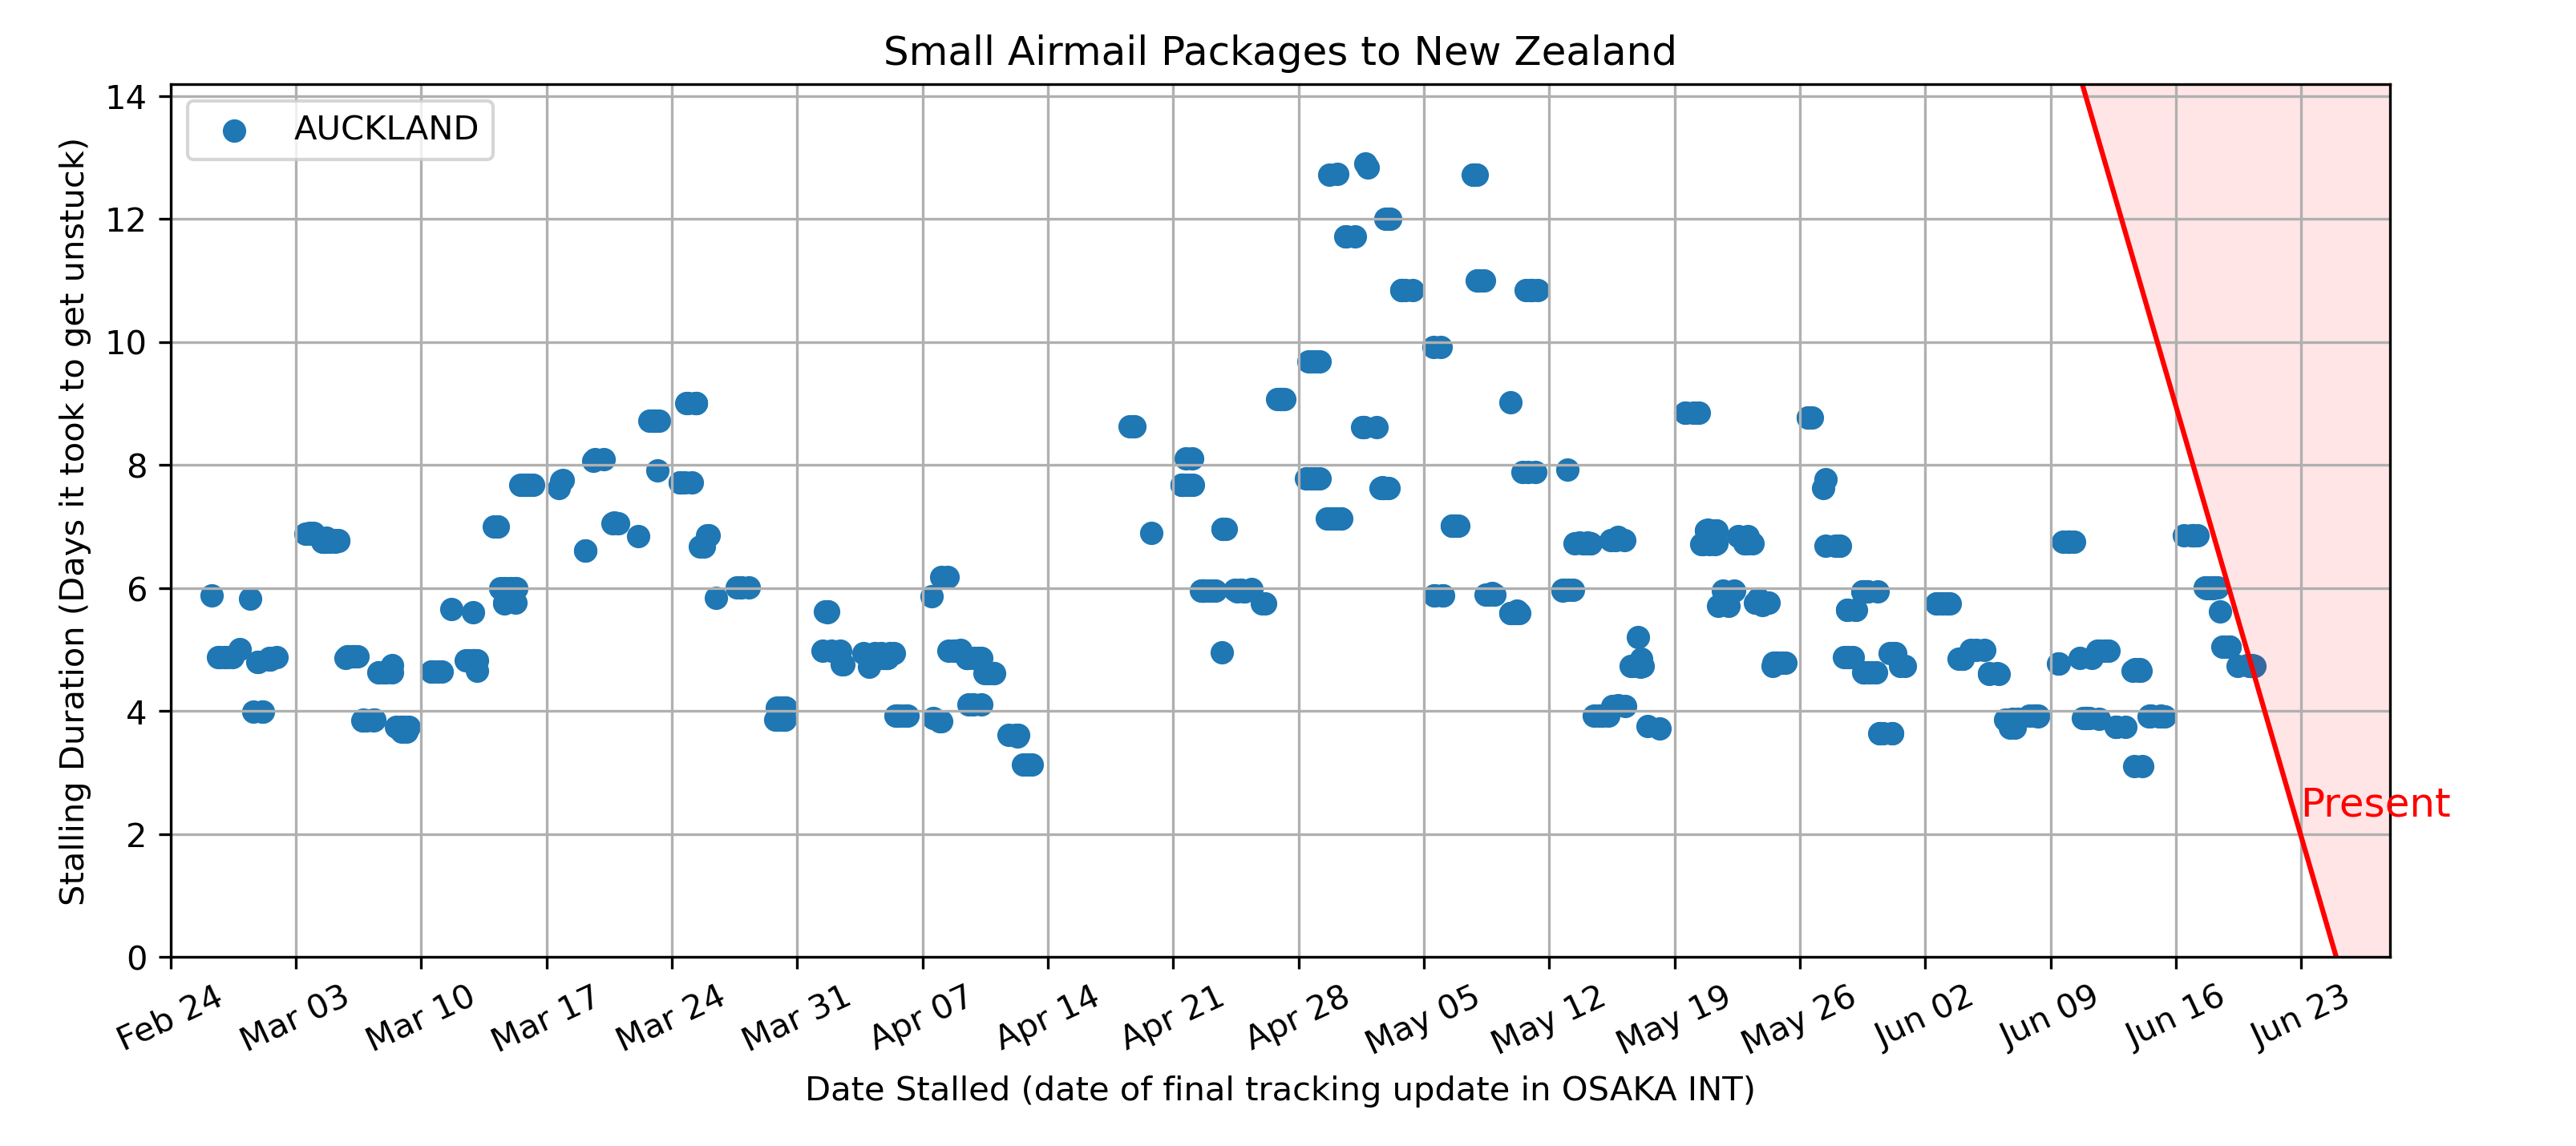 Small Airmail Packages to New Zealand
AUCKLAND
Stalling Duration (Days it took to get unstuck)
14
12
10
8
6
4
2
0
Present
Feb 24 Mar 03 Mar 10 Mar 17 Mar 24 Mar 31 Apr 07 Apr 14 Apr 21 Apr 28 May 05 May 12 May 19 May 26 Jun 02 Jun 09 Jun 16 Jun 23
Date Stalled (date of final tracking update in OSAKA INT)